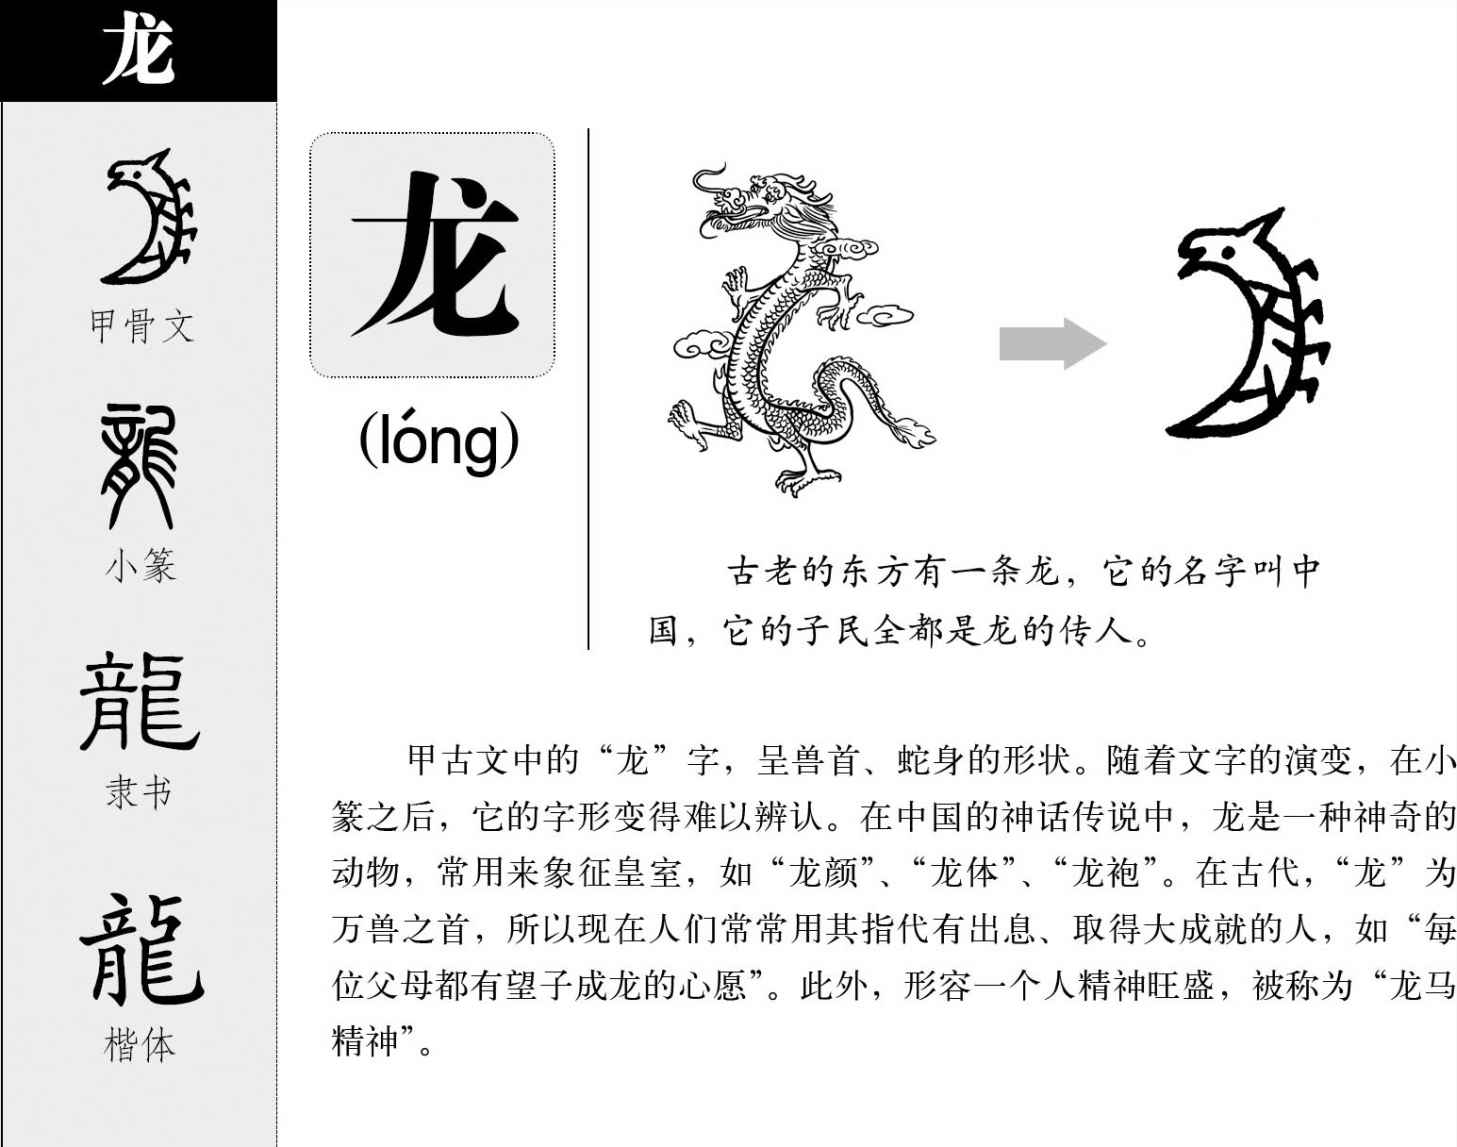 龙
甲骨文
龍
小篆
龍
隶书
龍
楷体
龙
(lóng)
古老的东方有一条龙，它的名字叫中
国，它的子民全都是龙的传人。
甲古文中的“龙”字，呈兽首、蛇身的形状。随着文字的演变，在小
篆之后，它的字形变得难以辨认。在中国的神话传说中，龙是一种神奇的
动物，常用来象征皇室，如“龙颜”、“龙体”、“龙袍”。在古代，“龙”为
万兽之首，所以现在人们常常用其指代有出息、取得大成就的人，如“每
位父母都有望子成龙的心愿”。此外，形容一个人精神旺盛，被称为“龙马
精神”。